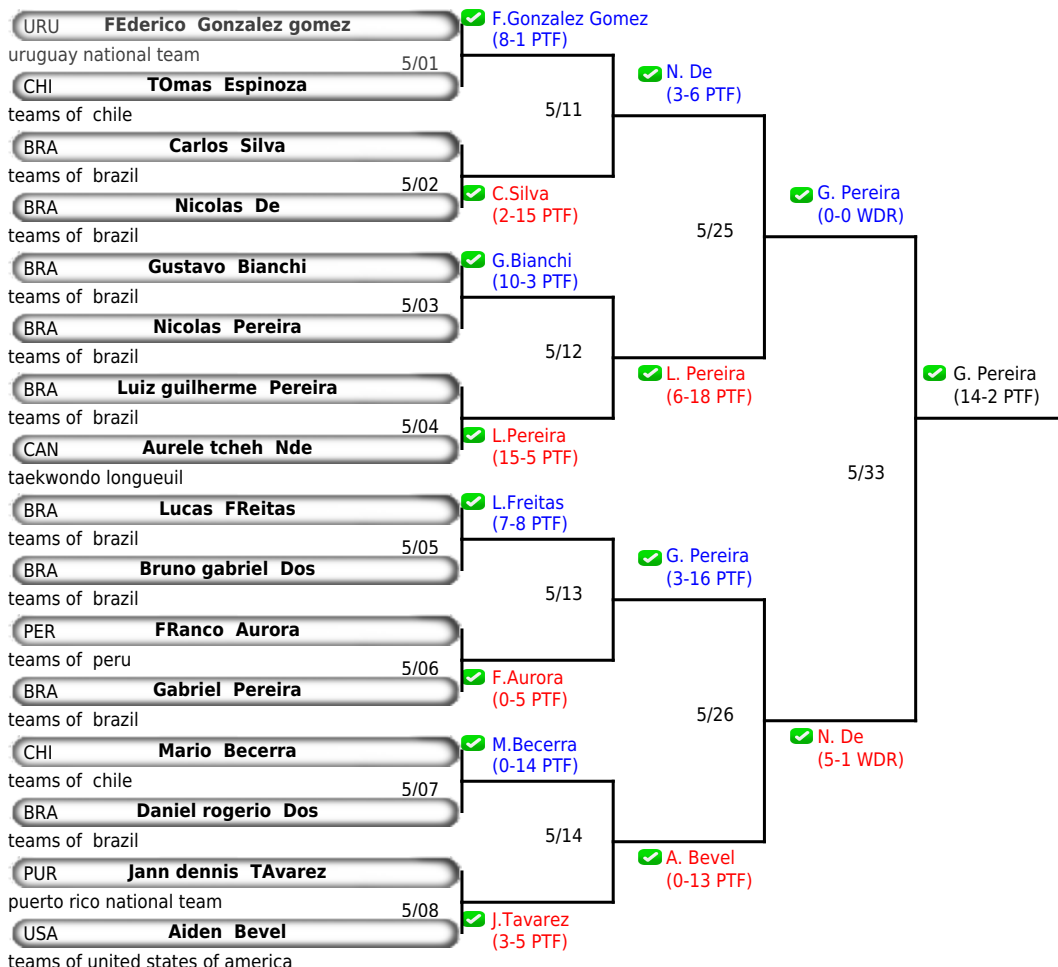 URU FEderico Gonzalez gomez
uruguay national team
5/01
CHI TOmas Espinoza
teams of chile
BRA Carlos Silva
teams of brazil
5/02
BRA Nicolas De
teams of brazil
BRA Gustavo Bianchi
teams of brazil
5/03
BRA Nicolas Pereira
teams of brazil
BRA Luiz guilherme Pereira
teams of brazil
5/04
CAN Aurele tcheh Nde
taekwondo longueuil
BRA Lucas FReitas
teams of brazil
5/05
BRA Bruno gabriel Dos
teams of brazil
PER FRanco Aurora
teams of peru
5/06
BRA Gabriel Pereira
teams of brazil
CHI Mario Becerra
teams of chile
5/07
BRA Daniel rogerio Dos
teams of brazil
PUR Jann dennis TAvarez
puerto rico national team
5/08
USA Aiden Bevel
teams of united states of america
F.Gonzalez Gomez
(8-1 PTF)
5/11
C.Silva
(2-15 PTF)
G.Bianchi
(10-3 PTF)
5/12
L.Pereira
(15-5 PTF)
L.Freitas
(7-8 PTF)
5/13
F.Aurora
(0-5 PTF)
M.Becerra
(0-14 PTF)
5/14
J.Tavarez
(3-5 PTF)
N. De
(3-6 PTF)
5/25
L. Pereira
(6-18 PTF)
G. Pereira
(3-16 PTF)
5/26
A. Bevel
(0-13 PTF)
G. Pereira
(0-0 WDR)
5/33
N. De
(5-1 WDR)
G. Pereira
(14-2 PTF)